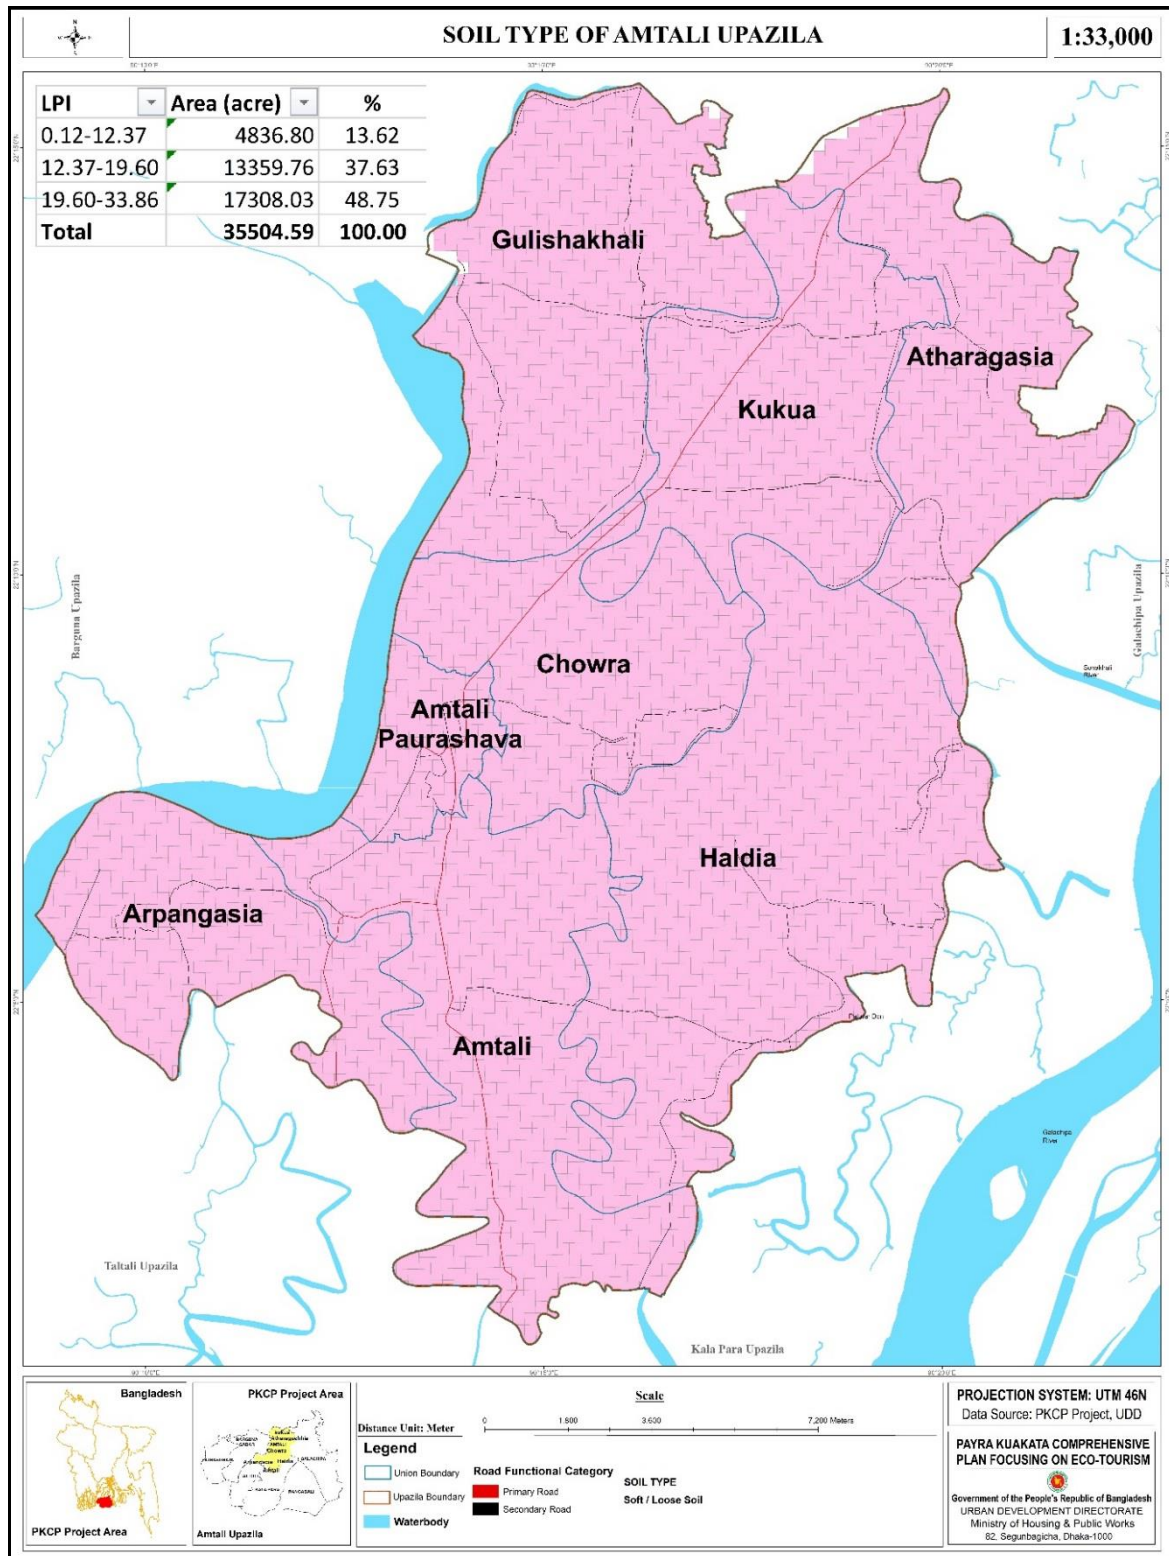 SOIL TYPE OF AMTALI UPAZILA
1:33,000
LPI Area (acre) %
0.12-12.37 4836.80 13.62
12.37-19.60 13359.76 37.63
19.60-33.86 17308.03 48.75
Total 35504.59 100.00
Gulishakhali
Atharagasia
Kukua
Barguna Upazila
Galachipa Upazila
Chowra
Amtali
Paurashava
Haldia
Arpangasia
Amtali
Galachipa
River
Taltali Upazila
Kala Para Upazila
Bangladesh
PKCP Project Area
PKCP Project Area
Amtali Upazila
Scale
Distance Unit: Meter
0 1,800 3,600 7,200 Meters
Legend
Union Boundary
Upazila Boundary
Waterbody
Road Functional Category
Primary Road
Secondary Road
SOIL TYPE
Soft / Loose Soil
PROJECTION SYSTEM: UTM 46N
Data Source: PKCP Project, UDD
PAYRA KUAKATA COMPREHENSIVE
PLAN FOCUSING ON ECO-TOURISM
Government of the People's Republic of Bangladesh
URBAN DEVELOPMENT DIRECTORATE
Ministry of Housing & Public Works
82, Segunbagicha, Dhaka-1000